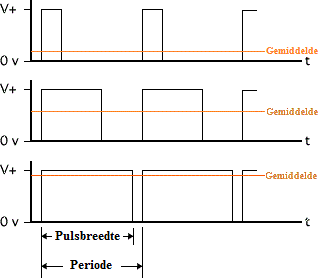 V+
Gemiddelde
0 v
t
V+
Gemiddelde
0 v
t
V+
Gemiddelde
0 v
t
Pulsbreedte
Periode